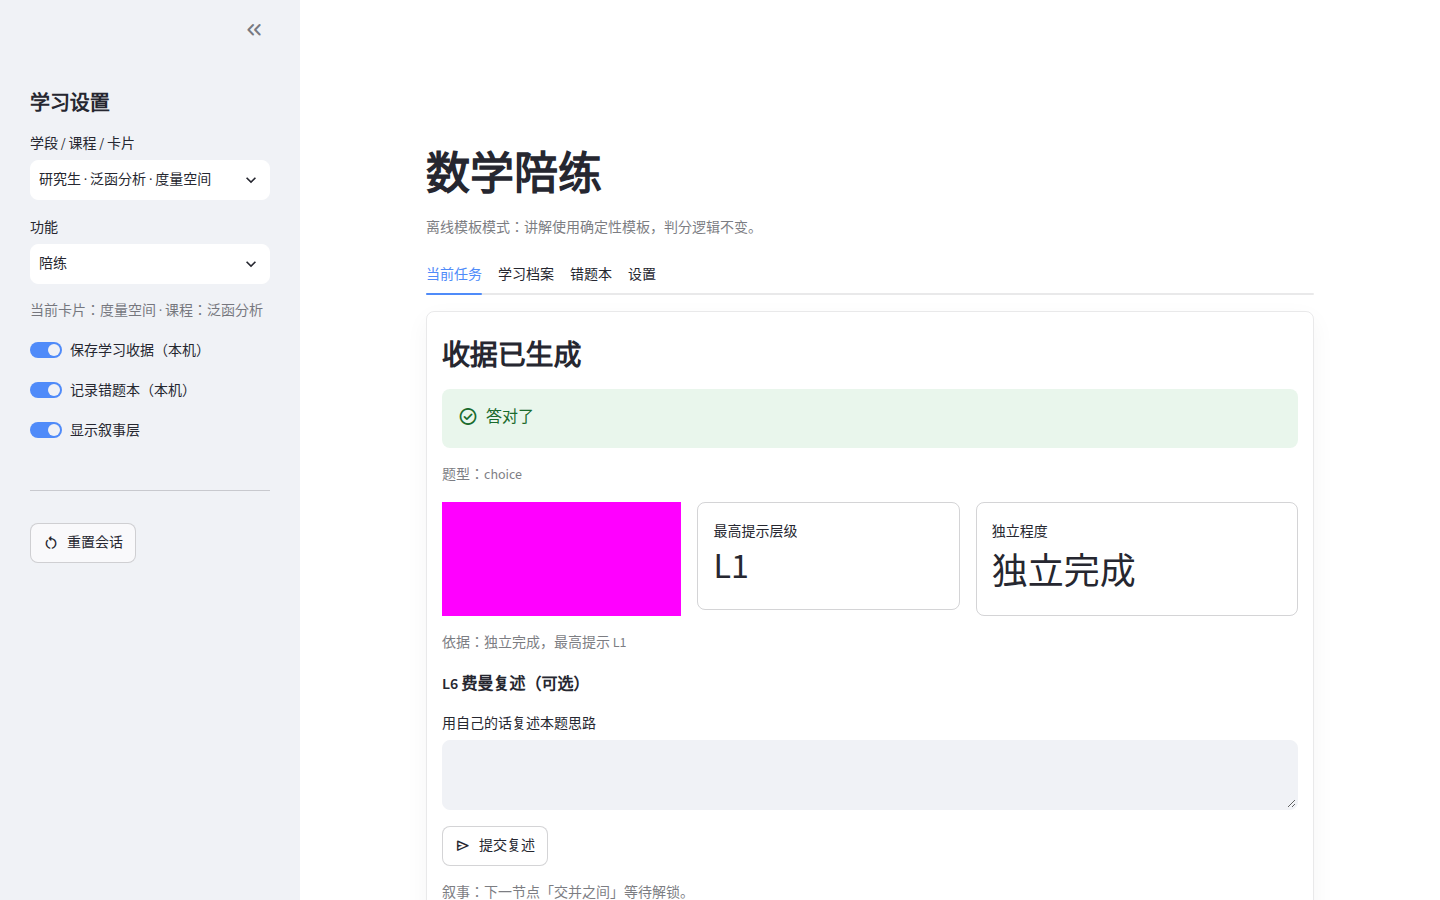 学习设置
学段 / 课程 / 卡片
研究生 · 泛函分析 · 度量空间
功能
陪练
当前卡片：度量空间 · 课程：泛函分析
保存学习收据（本机）
记录错题本（本机）
显示叙事层
重置会话
数学陪练
离线模板模式：讲解使用确定性模板，判分逻辑不变。
当前任务
学习档案
错题本
设置
收据已生成
答对了
题型：choice
最高提示层级
L1
独立程度
独立完成
依据：独立完成，最高提示 L1
L6 费曼复述（可选）
用自己的话复述本题思路
提交复述
叙事：下一节点「交并之间」等待解锁。